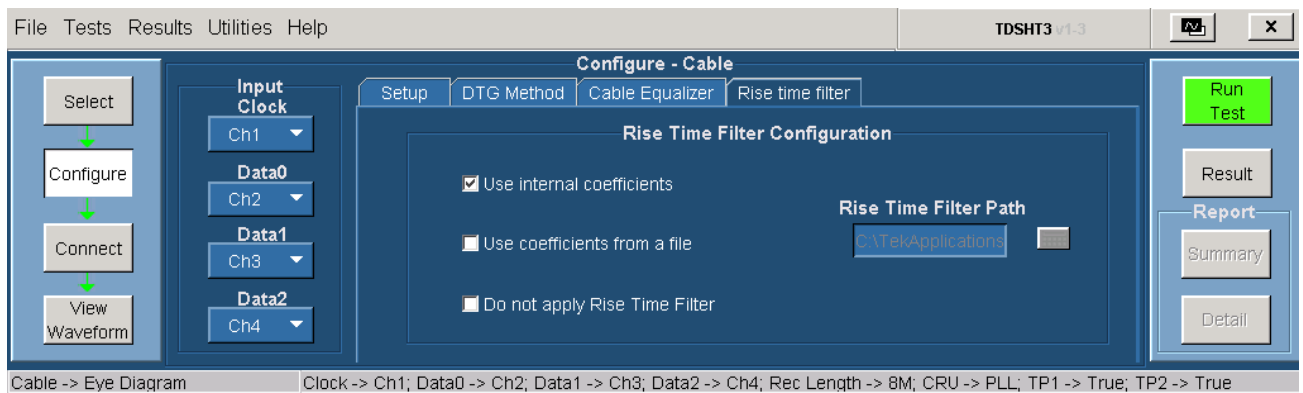 File Tests Results Utilities Help
TDSHT3 v1-3
x
Select
Configure
Connect
View
Waveform
Input
Clock
Ch1
Data0
Ch2
Data1
Ch3
Data2
Ch4
Configure - Cable
Setup
DTG Method
Cable Equalizer
Rise time filter
Rise Time Filter Configuration
Use internal coefficients
Use coefficients from a file
Do not apply Rise Time Filter
Rise Time Filter Path
C:\TekApplications
Run
Test
Result
Report
Summary
Detail
Cable -> Eye Diagram
Clock -> Ch1; Data0 -> Ch2; Data1 -> Ch3; Data2 -> Ch4; Rec Length -> 8M; CRU -> PLL; TP1 -> True; TP2 -> True